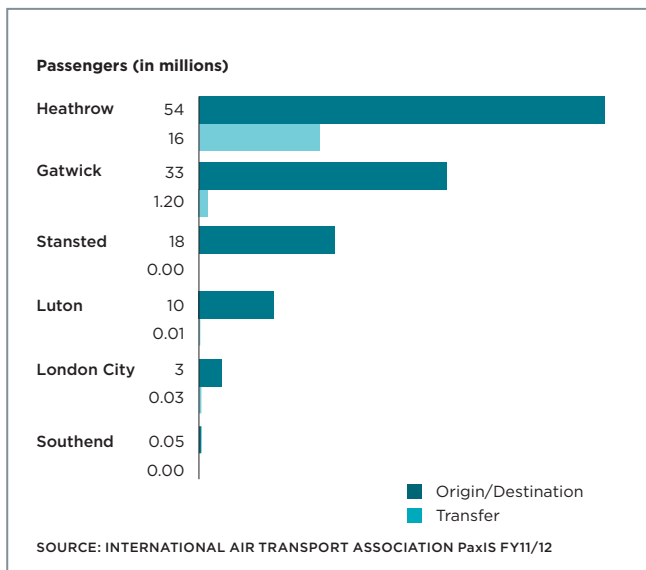 Passengers (in millions)
Heathrow 54
16
Gatwick 33
1.20
Stansted 18
0.00
Luton 10
0.01
London City 3
0.03
Southend 0.05
0.00
Origin/Destination
Transfer
SOURCE: INTERNATIONAL AIR TRANSPORT ASSOCIATION PaxIS FY11/12